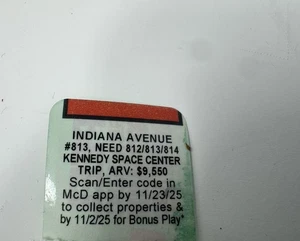 INDIANA AVENUE
#813, NEED 812/813/814
KENNEDY SPACE CENTER
TRIP, ARV: $9,550
Scan/Enter code in
McD app by 11/23/25
to collect properties &
by 11/2/25 for Bonus Play*